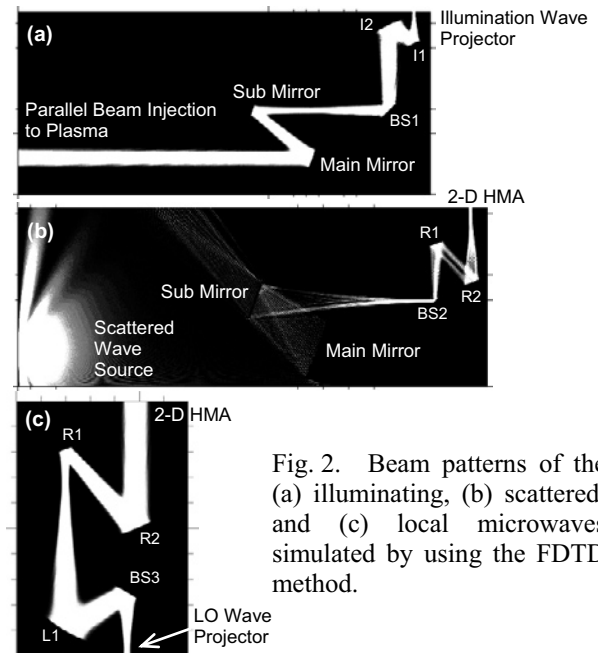 (a)
I2
Illumination Wave
Projector
I1
Sub Mirror
Parallel Beam Injection
to Plasma
BS1
Main Mirror
2-D HMA
(b)
R1
Sub Mirror
R2
BS2
Scattered
Wave
Source
Main Mirror
(c)
2-D HMA
R1
R2
BS3
L1
LO Wave
Projector
Fig. 2. Beam patterns of the
(a) illuminating, (b) scattered
and (c) local microwaves
simulated by using the FDTD
method.